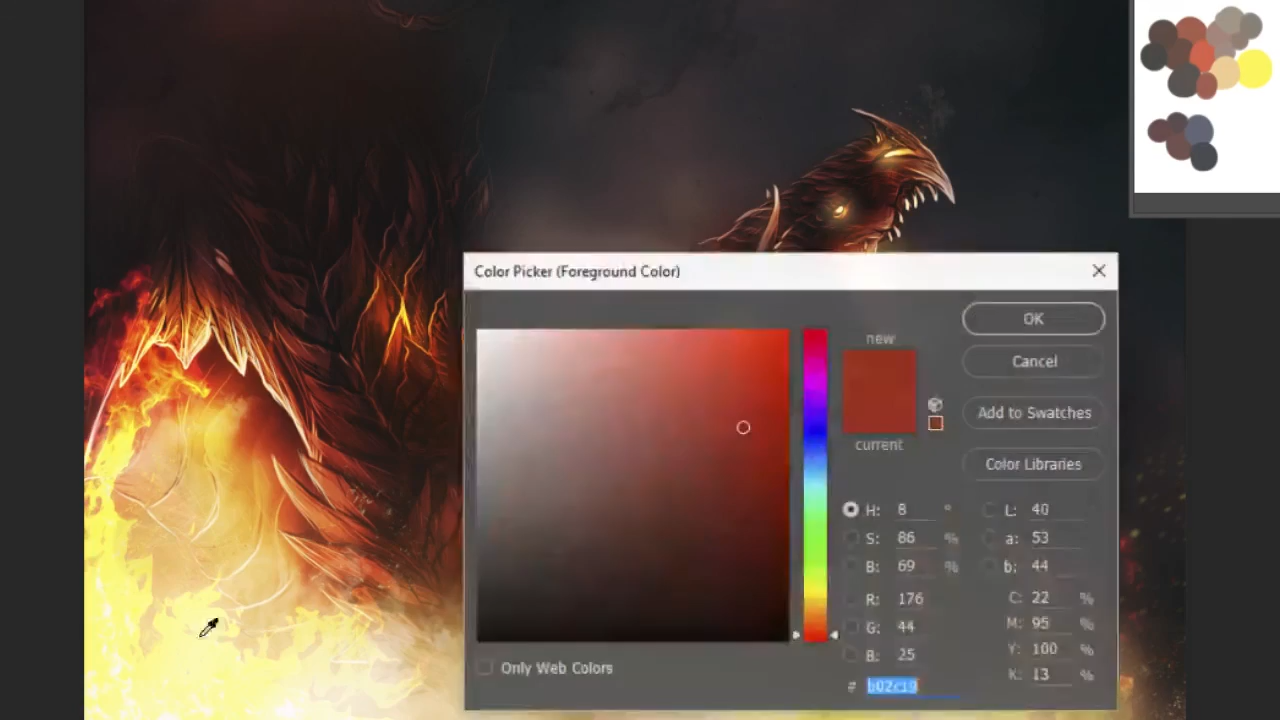 Color Picker (Foreground Color)
new
current
OK
Cancel
Add to Swatches
Color Libraries
H: 8 °
S: 86 %
B: 69 %
R: 176
G: 44
B: 25
# b02c19
L: 40
a: 53
b: 44
C: 22 %
M: 95 %
Y: 100 %
K: 13 %
Only Web Colors